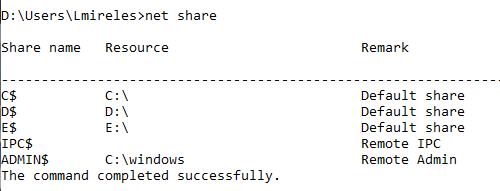 D:\Users\Lmireles>net share
Share name   Resource                        Remark
-------------------------------------------------------------------------------
C$           C:\                             Default share
D$           D:\                             Default share
E$           E:\                             Default share
IPC$                                         Remote IPC
ADMIN$       C:\windows                      Remote Admin
The command completed successfully.